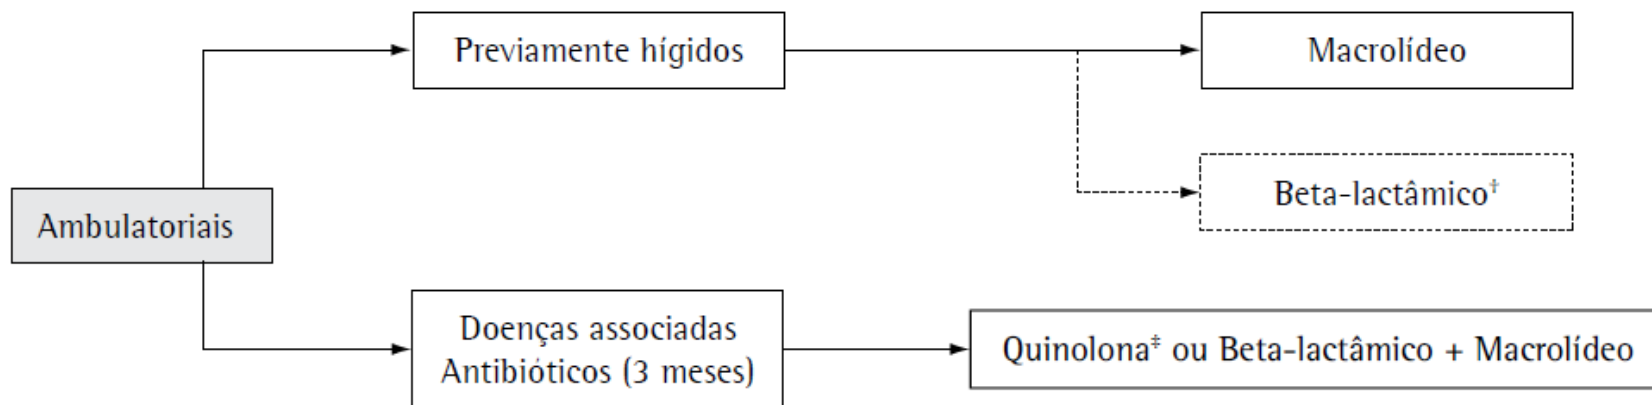 Previamente hígidos
Macrolídeo
Beta-lactâmico†
Ambulatoriais
Doenças associadas
Antibióticos (3 meses)
Quinolona‡ ou Beta-lactâmico + Macrolídeo